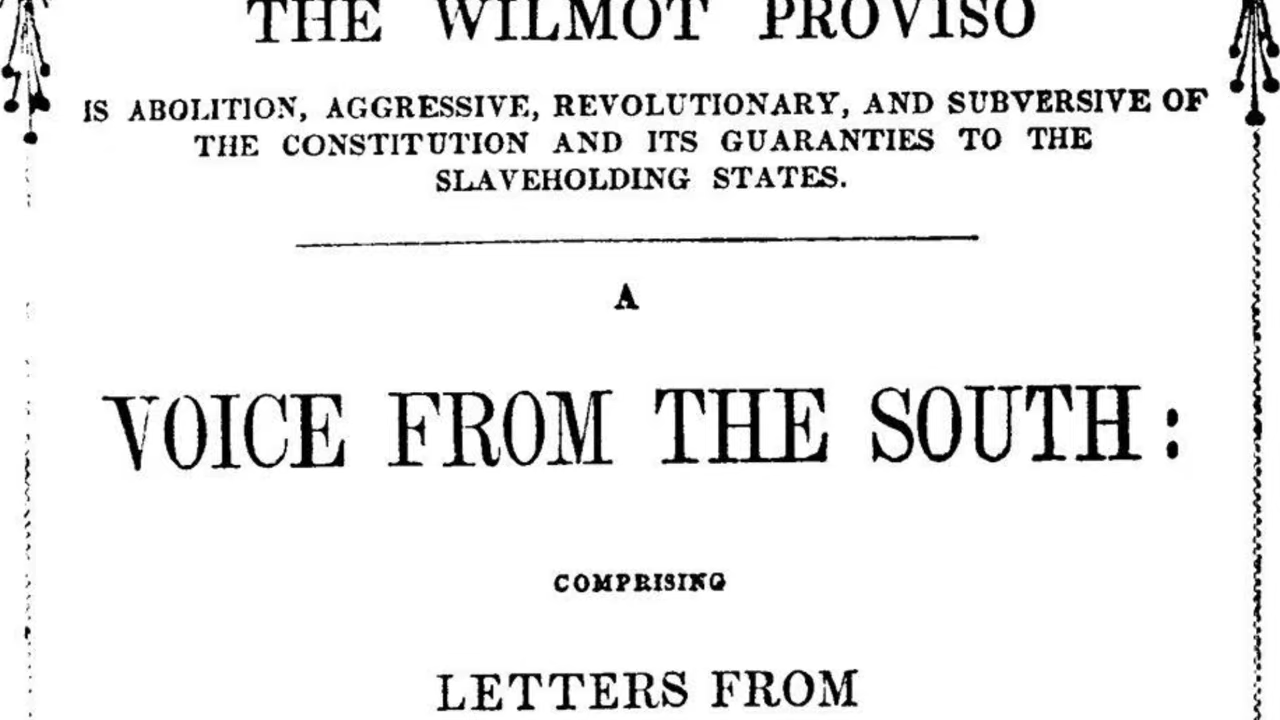 THE WILMOT PROVISO
IS ABOLITION, AGGRESSIVE, REVOLUTIONARY, AND SUBVERSIVE OF
THE CONSTITUTION AND ITS GUARANTIES TO THE
SLAVEHOLDING STATES.
A
VOICE FROM THE SOUTH:
COMPRISING
LETTERS FROM